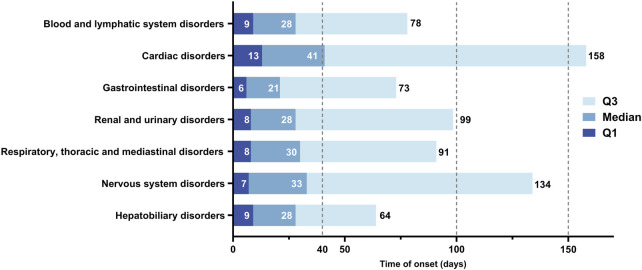 Blood and lymphatic system disorders 9 28 78
Cardiac disorders 13 41 158
Gastrointestinal disorders 6 21 73
Renal and urinary disorders 8 28 99
Respiratory, thoracic and mediastinal disorders 8 30 91
Nervous system disorders 7 33 134
Hepatobiliary disorders 9 28 64
0 40 50 100 150
Time of onset (days)
Q3
Median
Q1